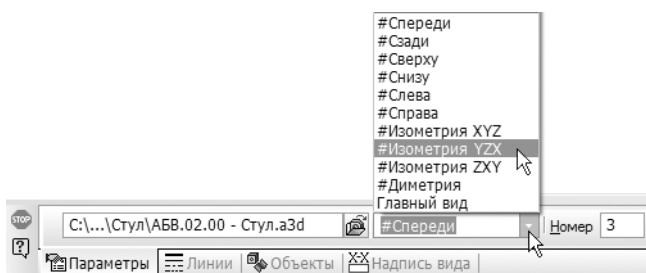 #Спереди
#Сзади
#Сверху
#Снизу
#Слева
#Справа
#Изометрия XYZ
#Изометрия YZX
#Изометрия ZXY
#Диметрия
Главный вид
STOP C:\...\Стул\АБВ.02.00 - Стул.a3d #Спереди Номер 3
Параметры Линии Объекты X-X Надпись вида